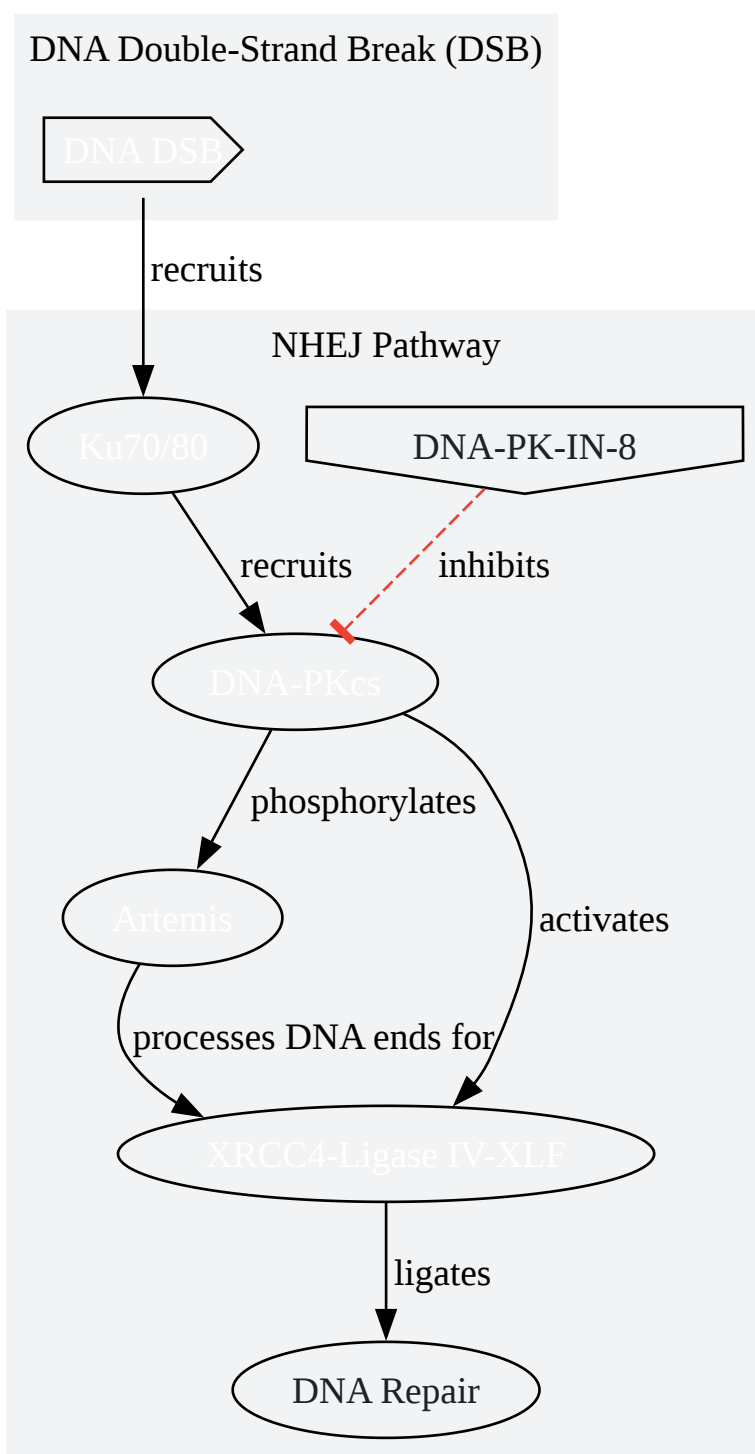 DNA Double-Strand Break (DSB)
DNA DSB
recruits
NHEJ Pathway
Ku70/80
DNA-PK-IN-8
recruits
inhibits
DNA-PKcs
phosphorylates
Artemis
activates
processes DNA ends for
XRCC4-Ligase IV-XLF
ligates
DNA Repair